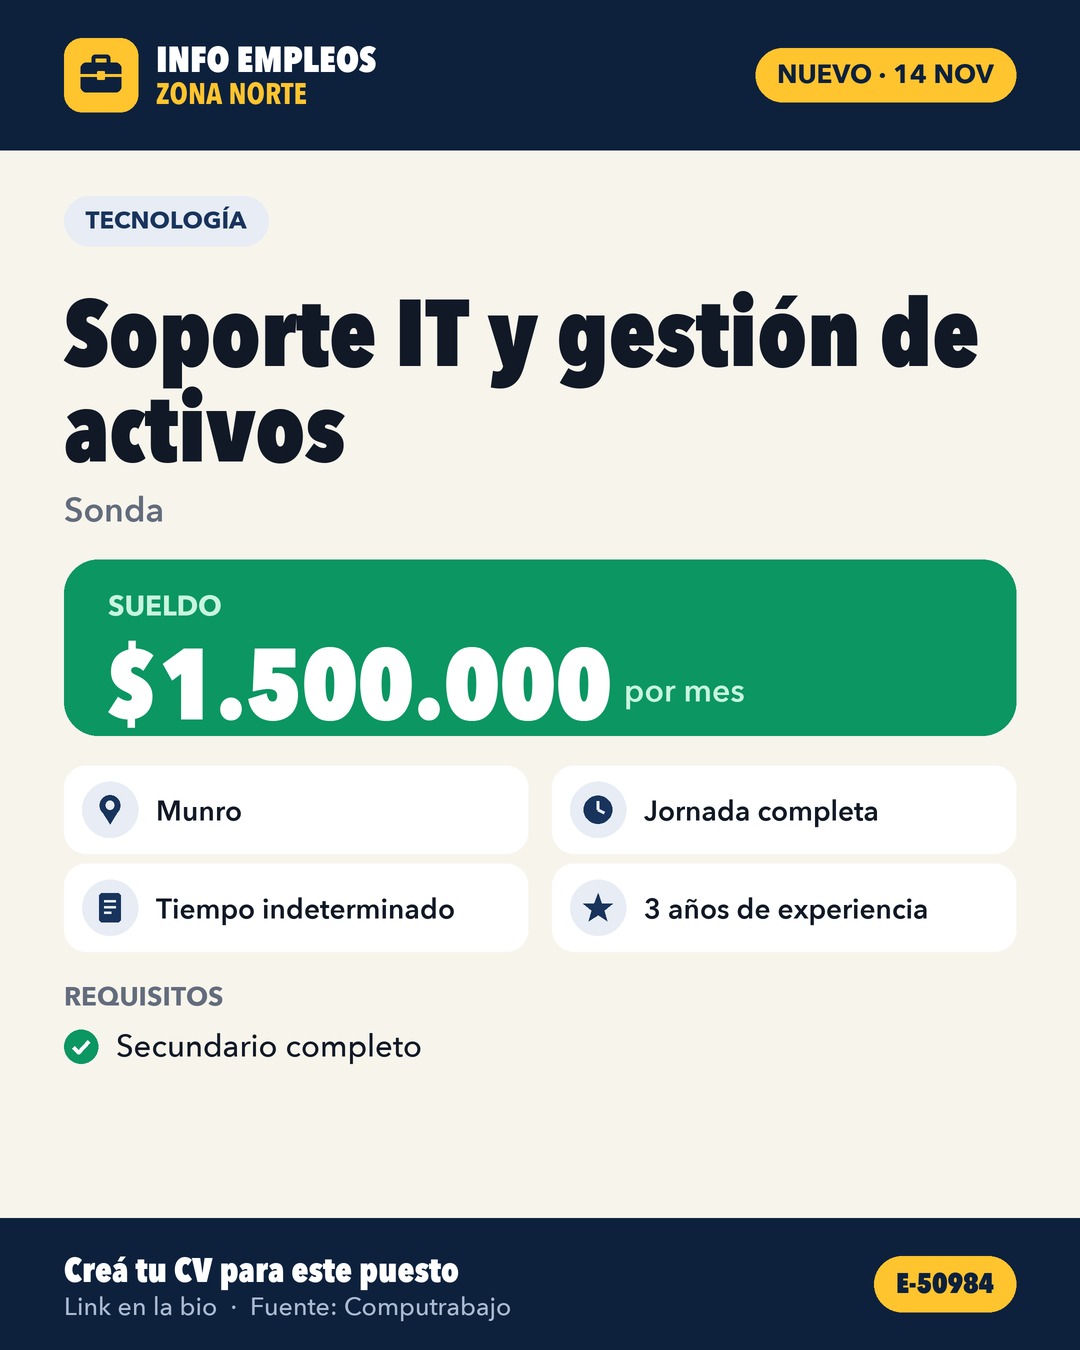 INFO EMPLEOS
ZONA NORTE
NUEVO · 14 NOV
TECNOLOGÍA
Soporte IT y gestión de
activos
Sonda
SUELDO
$1.500.000 por mes
Munro
Jornada completa
Tiempo indeterminado
3 años de experiencia
REQUISITOS
Secundario completo
Creá tu CV para este puesto
Link en la bio · Fuente: Computrabajo
E-50984